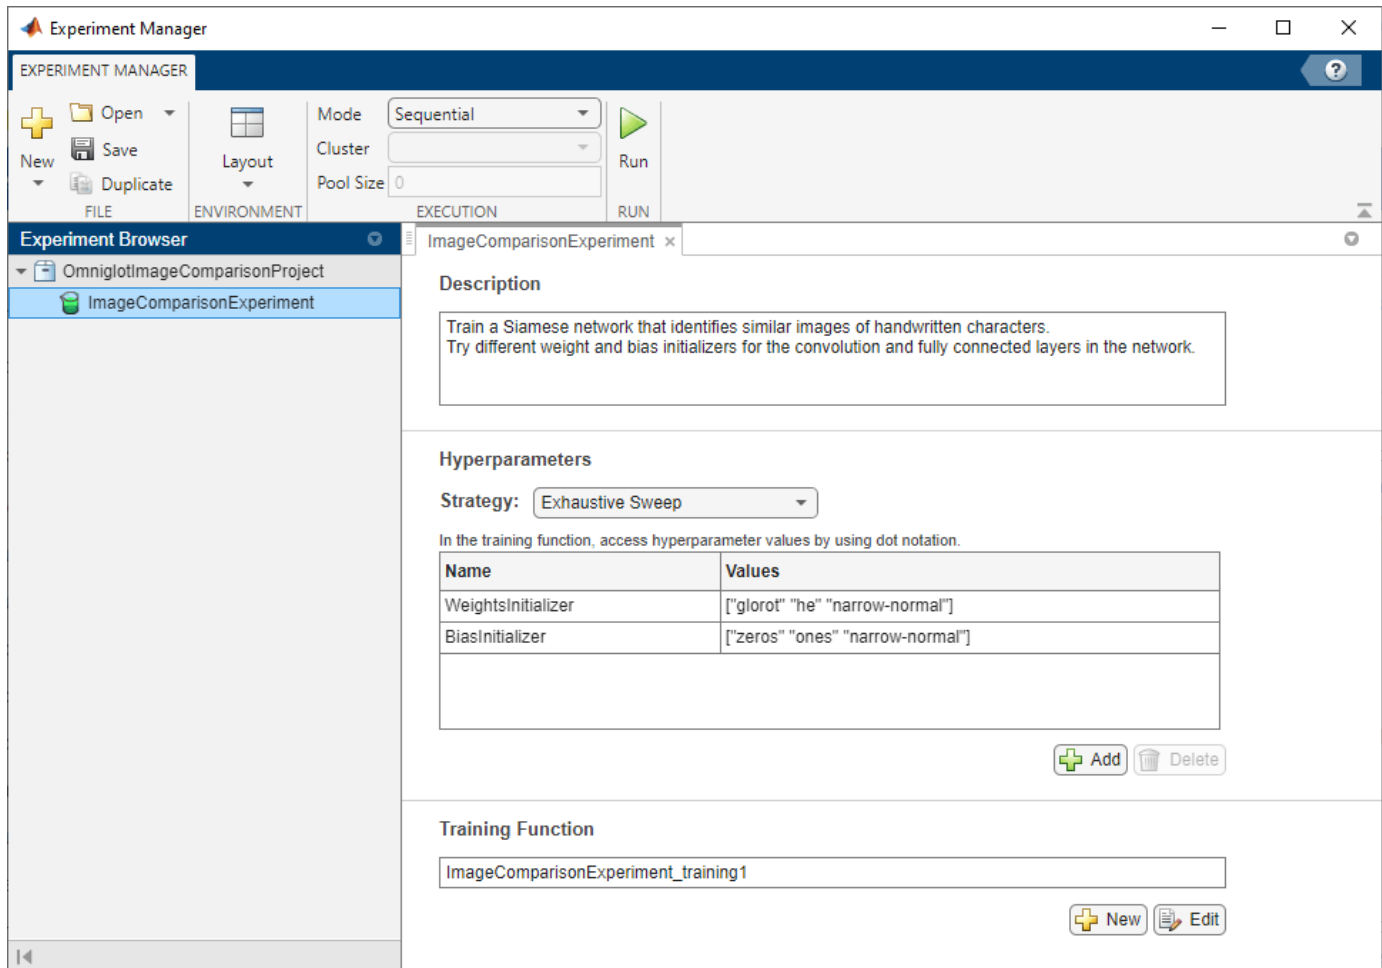 Experiment Manager
EXPERIMENT MANAGER
?
New
Open
Save
Duplicate
FILE
Layout
ENVIRONMENT
Mode Sequential
Cluster
Pool Size 0
EXECUTION
Run
RUN
Experiment Browser
OmniglotImageComparisonProject
ImageComparisonExperiment
ImageComparisonExperiment ×
Description
Train a Siamese network that identifies similar images of handwritten characters.
Try different weight and bias initializers for the convolution and fully connected layers in the network.
Hyperparameters
Strategy: Exhaustive Sweep
In the training function, access hyperparameter values by using dot notation.
Name Values
WeightsInitializer ["glorot" "he" "narrow-normal"]
BiasInitializer ["zeros" "ones" "narrow-normal"]
Add Delete
Training Function
ImageComparisonExperiment_training1
New Edit